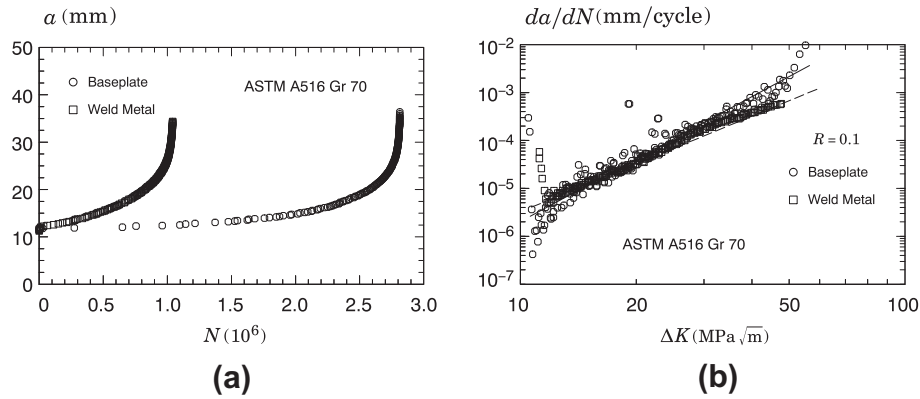 a (mm)
50
40
30
20
10
0
Baseplate
Weld Metal
ASTM A516 Gr 70
0 0.5 1.0 1.5 2.0 2.5 3.0
N (10⁶)
(a)
da/dN (mm/cycle)
10⁻²
10⁻³
10⁻⁴
10⁻⁵
10⁻⁶
10⁻⁷
R = 0.1
Baseplate
Weld Metal
ASTM A516 Gr 70
10 20 50 100
ΔK (MPa √m)
(b)